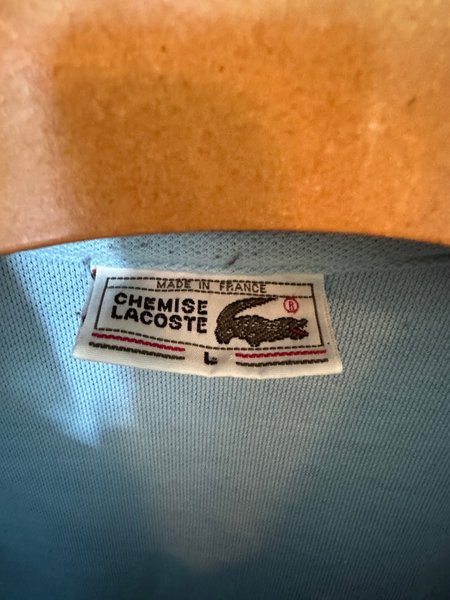 MADE IN FRANCE
CHEMISE
LACOSTE
®
L